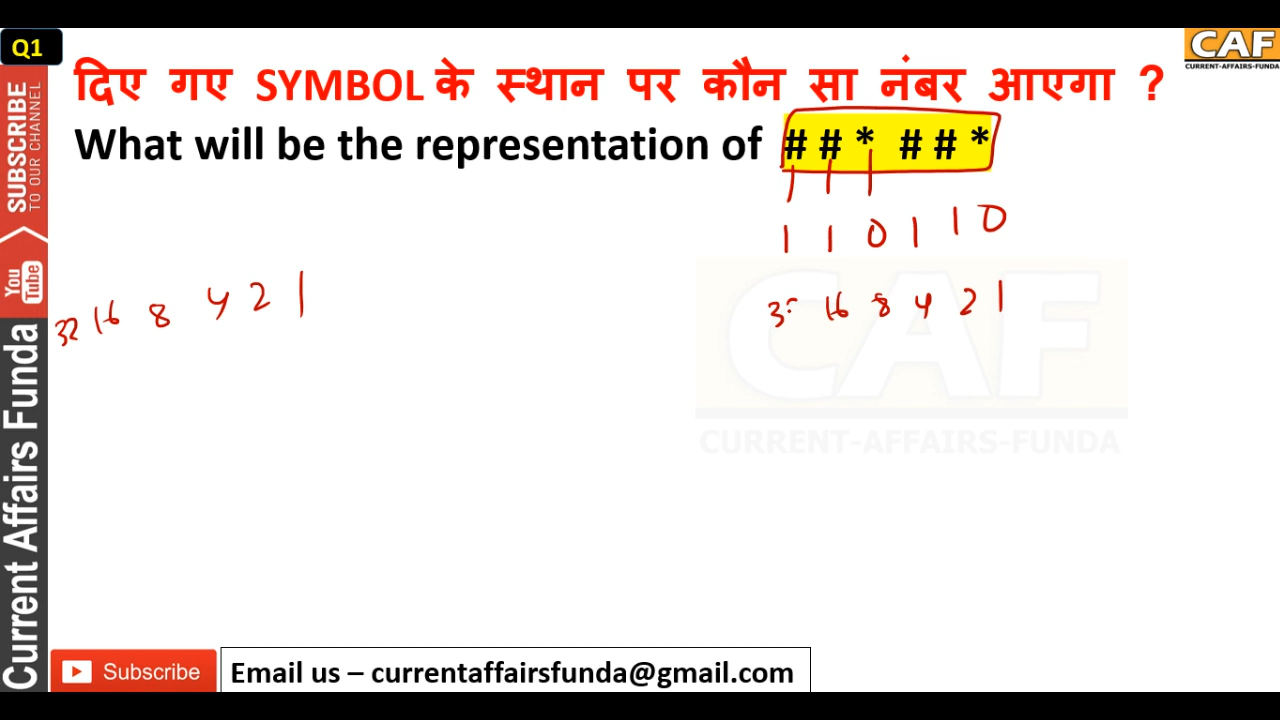 Q1
CAF
CURRENT-AFFAIRS-FUNDA
दिए गए SYMBOL के स्थान पर कौन सा नंबर आएगा ?
What will be the representation of # # * # # *
1 1 0 1 1 0
32 16 8 4 2 1
16 8 4 2 1
CAF
CURRENT-AFFAIRS-FUNDA
SUBSCRIBE
TO OUR CHANNEL
You Tube
Current Affairs Funda
Subscribe
Email us – currentaffairsfunda@gmail.com